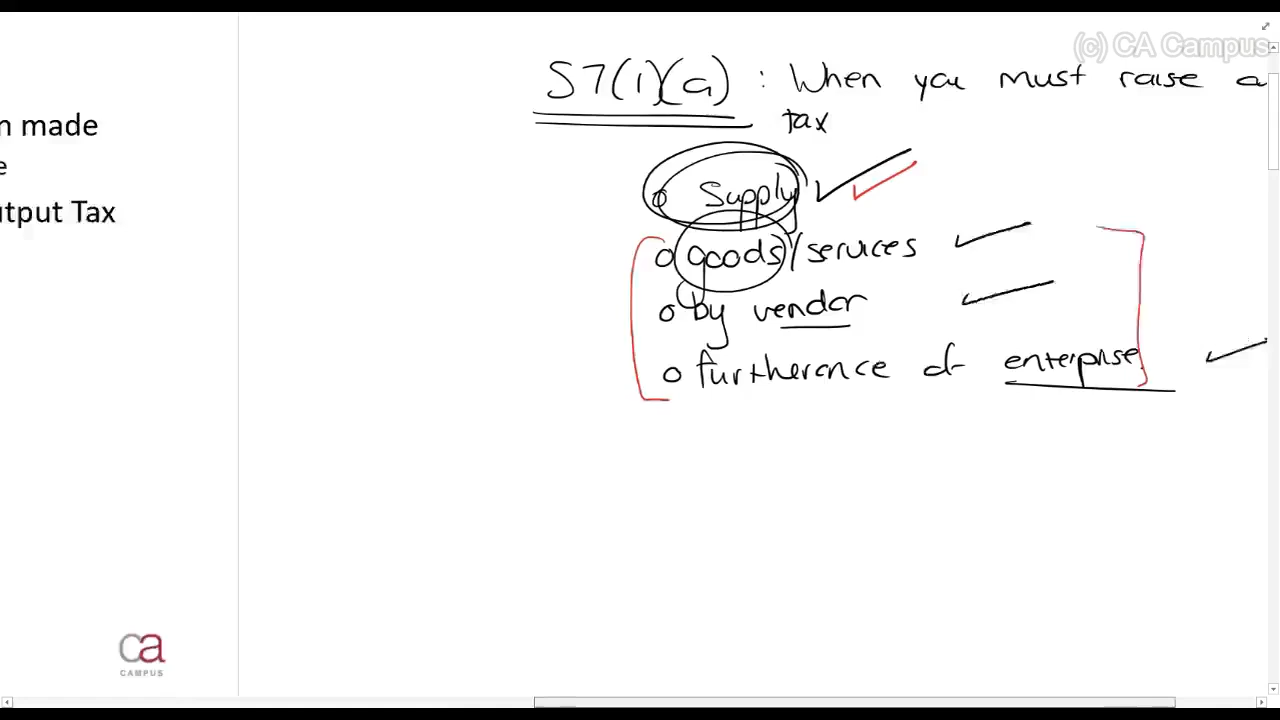 (c) CA Campus
S7(1)(a) : When you must raise
tax
n made
e
utput Tax
o Supply
o goods/services
o by vendor
o furtherance of enterprise
ca
CAMPUS